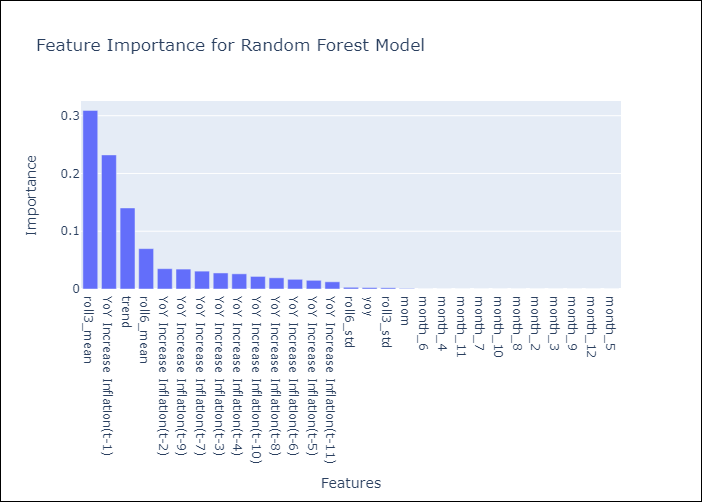 Feature Importance for Random Forest Model
Importance
0.3
0.2
0.1
0
roll3_mean
YoY Increase Inflation(t-1)
trend
roll6_mean
YoY Increase Inflation(t-2)
YoY Increase Inflation(t-9)
YoY Increase Inflation(t-7)
YoY Increase Inflation(t-3)
YoY Increase Inflation(t-4)
YoY Increase Inflation(t-10)
YoY Increase Inflation(t-8)
YoY Increase Inflation(t-6)
YoY Increase Inflation(t-5)
YoY Increase Inflation(t-11)
roll6_std
yoy
roll3_std
mom
month_6
month_4
month_11
month_7
month_10
month_8
month_2
month_3
month_9
month_12
month_5
Features